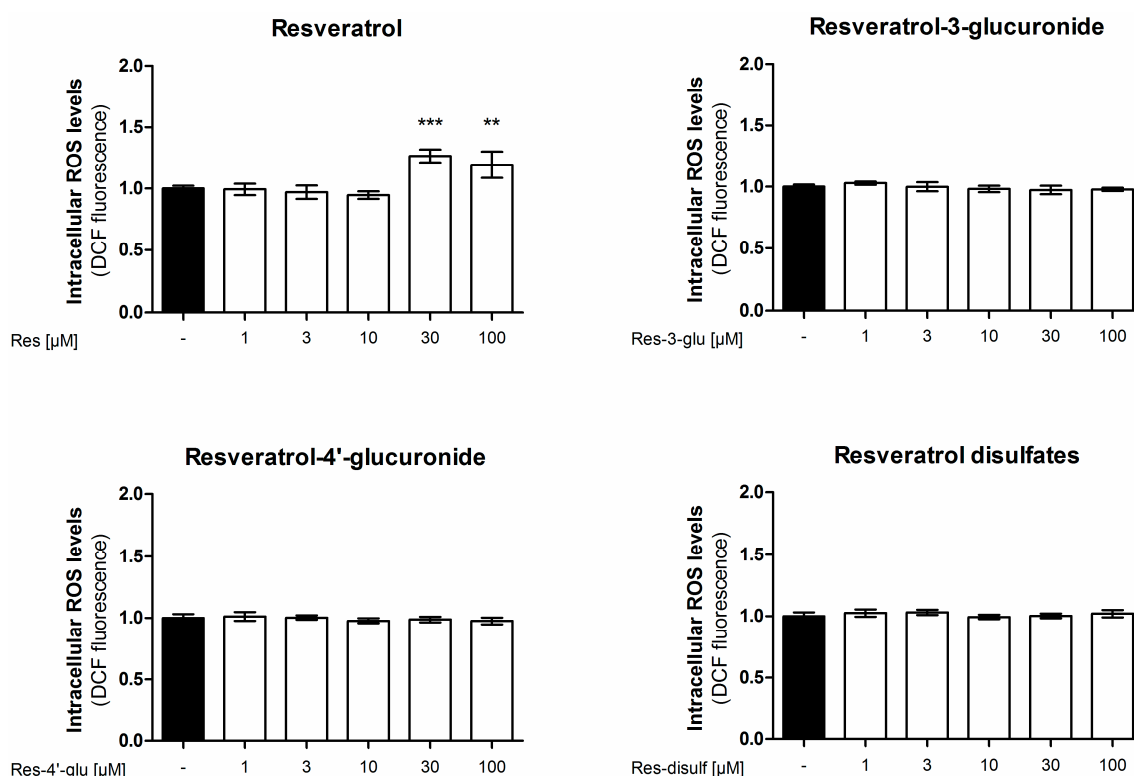 Resveratrol
Intracellular ROS levels
(DCF fluorescence)
2.0
1.5
1.0
0.5
0.0
*** **
Res [µM] - 1 3 10 30 100
Resveratrol-3-glucuronide
Intracellular ROS levels
(DCF fluorescence)
2.0
1.5
1.0
0.5
0.0
Res-3-glu [µM] - 1 3 10 30 100
Resveratrol-4'-glucuronide
Intracellular ROS levels
(DCF fluorescence)
2.0
1.5
1.0
0.5
0.0
Res-4'-glu [µM] - 1 3 10 30 100
Resveratrol disulfates
Intracellular ROS levels
(DCF fluorescence)
2.0
1.5
1.0
0.5
0.0
Res-disulf [µM] - 1 3 10 30 100